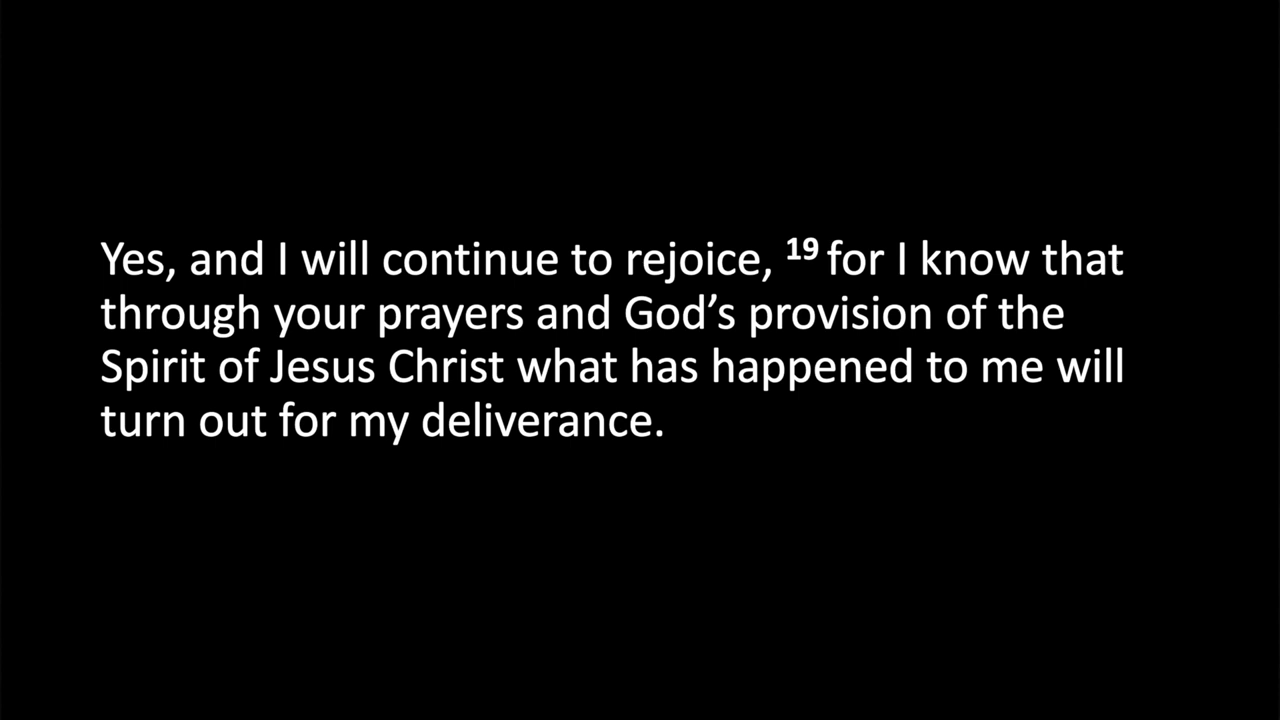 Yes, and I will continue to rejoice, 19 for I know that
through your prayers and God’s provision of the
Spirit of Jesus Christ what has happened to me will
turn out for my deliverance.